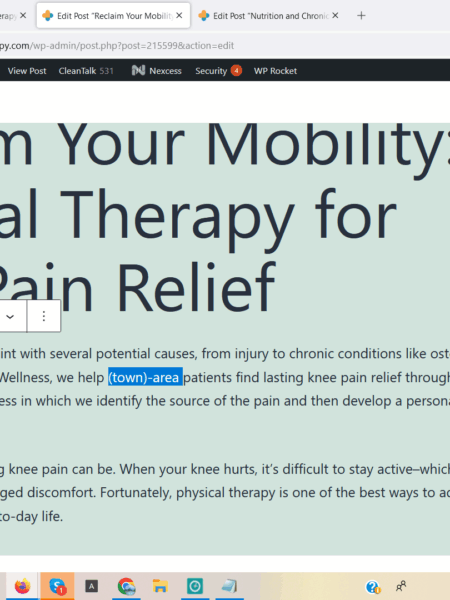 erapy
Edit Post "Reclaim Your Mobilit
Edit Post "Nutrition and Chronic
py.com/wp-admin/post.php?post=215599&action=edit
View Post CleanTalk 531 Nexcess Security 4 WP Rocket
m Your Mobility:
al Therapy for
Pain Relief
int with several potential causes, from injury to chronic conditions like ost
Wellness, we help (town)-area patients find lasting knee pain relief through
ess in which we identify the source of the pain and then develop a persona
g knee pain can be. When your knee hurts, it's difficult to stay active–which
ged discomfort. Fortunately, physical therapy is one of the best ways to ac
to-day life.
S 1 A